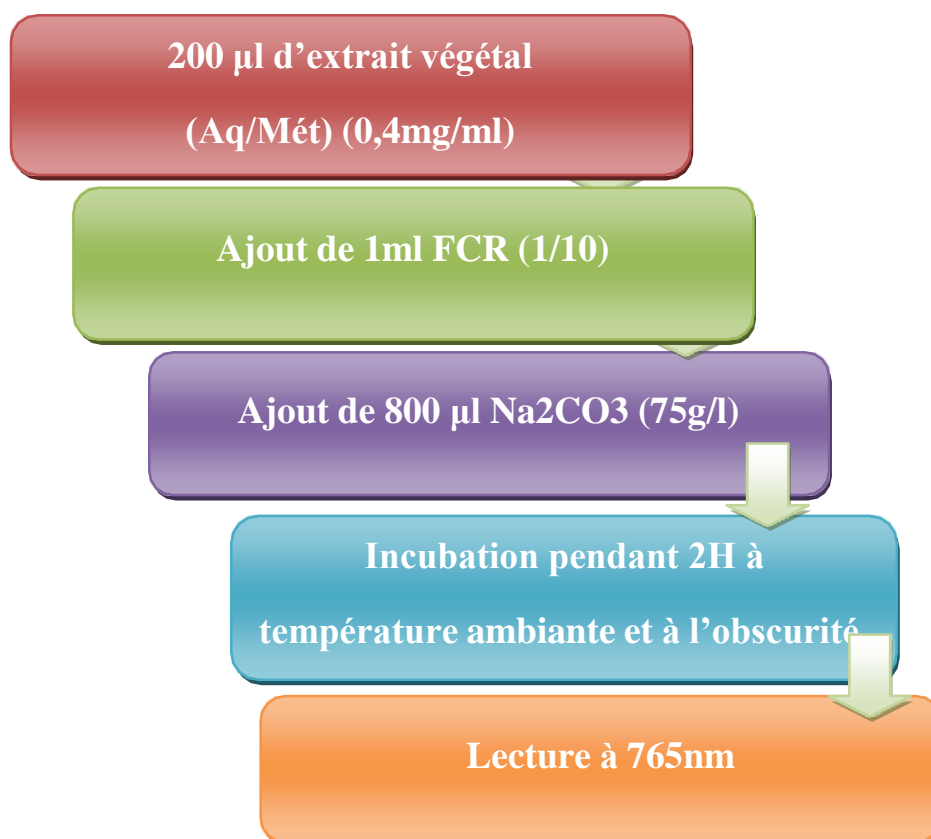 200 µl d’extrait végétal
(Aq/Mét) (0,4mg/ml)
Ajout de 1ml FCR (1/10)
Ajout de 800 µl Na2CO3 (75g/l)
Incubation pendant 2H à
température ambiante et à l’obscurité
Lecture à 765nm